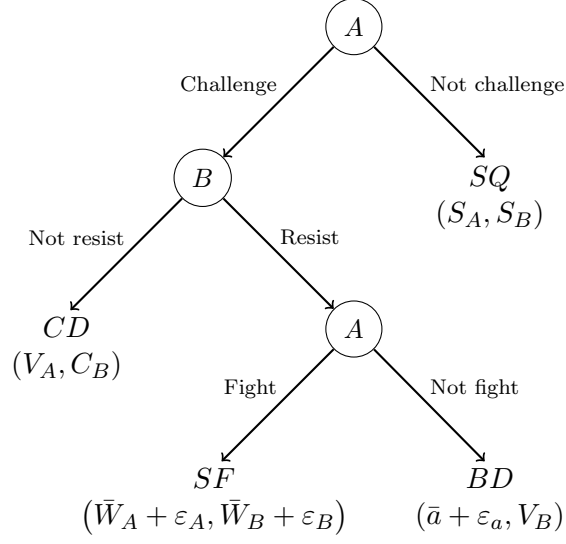 A
Challenge
Not challenge
B
SQ
(S_A, S_B)
Not resist
Resist
CD
(V_A, C_B)
A
Fight
Not fight
SF
(W̄_A + ε_A, W̄_B + ε_B)
BD
(ā + ε_a, V_B)